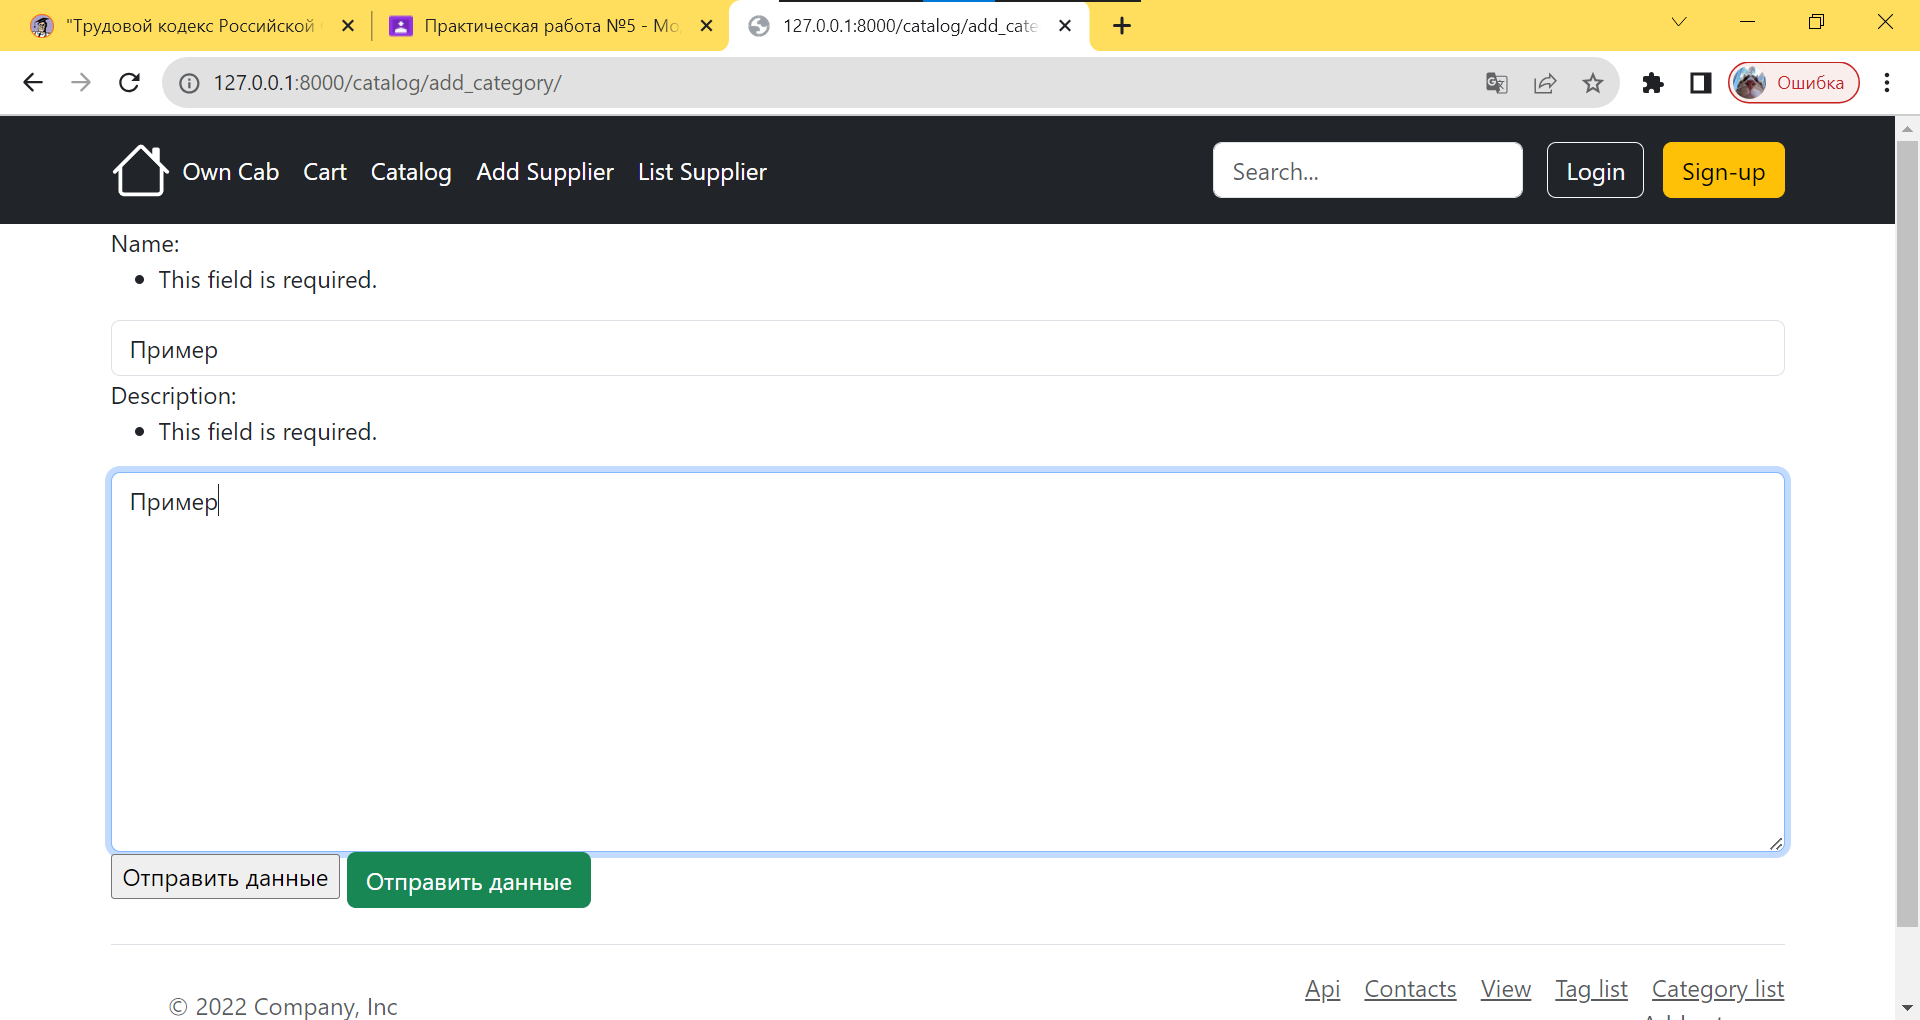 "Трудовой кодекс Российской
Практическая работа №5 - Мо
127.0.0.1:8000/catalog/add_cate
127.0.0.1:8000/catalog/add_category/
Ошибка
Own Cab Cart Catalog Add Supplier List Supplier Search... Login Sign-up
Name:
This field is required.
Пример
Description:
This field is required.
Пример
Отправить данные Отправить данные
Api Contacts View Tag list Category list
© 2022 Company, Inc